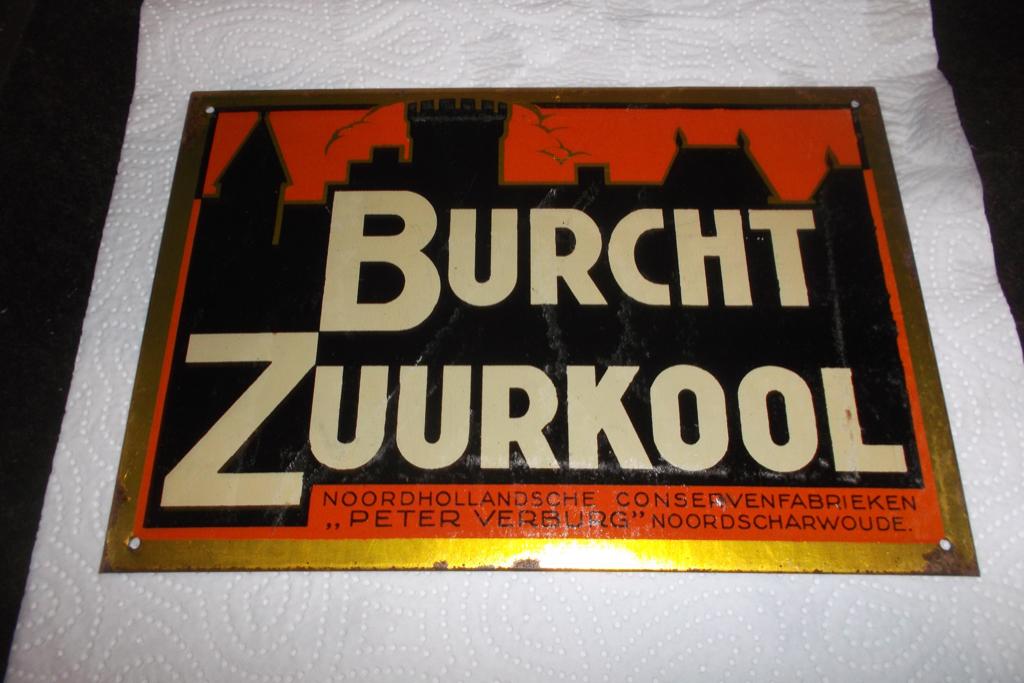 BURCHT
ZUURKOOL
NOORDHOLLANDSCHE CONSERVENFABRIEKEN
„PETER VERBURG” NOORDSCHARWOUDE.